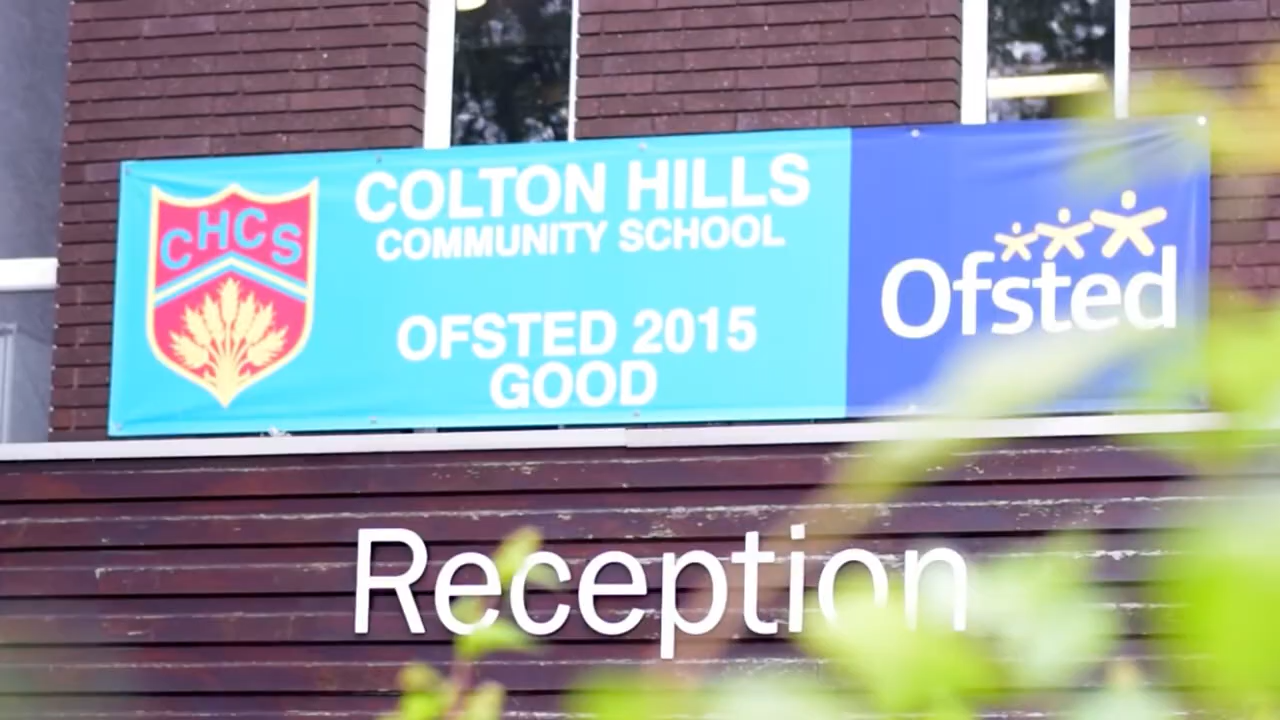 CHCS
COLTON HILLS
COMMUNITY SCHOOL
OFSTED 2015
GOOD
Ofsted
Reception